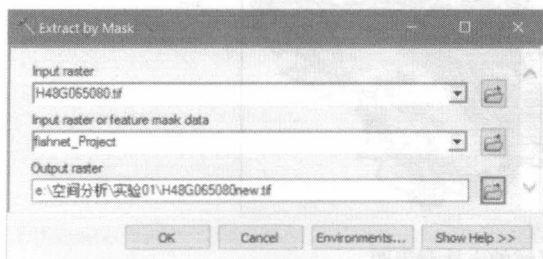 Extract by Mask
Input raster
H48G065080.tif
Input raster or feature mask data
fishnet_Project
Output raster
e:\空间分析\实验01\H48G065080new.tif
OK Cancel Environments... Show Help >>